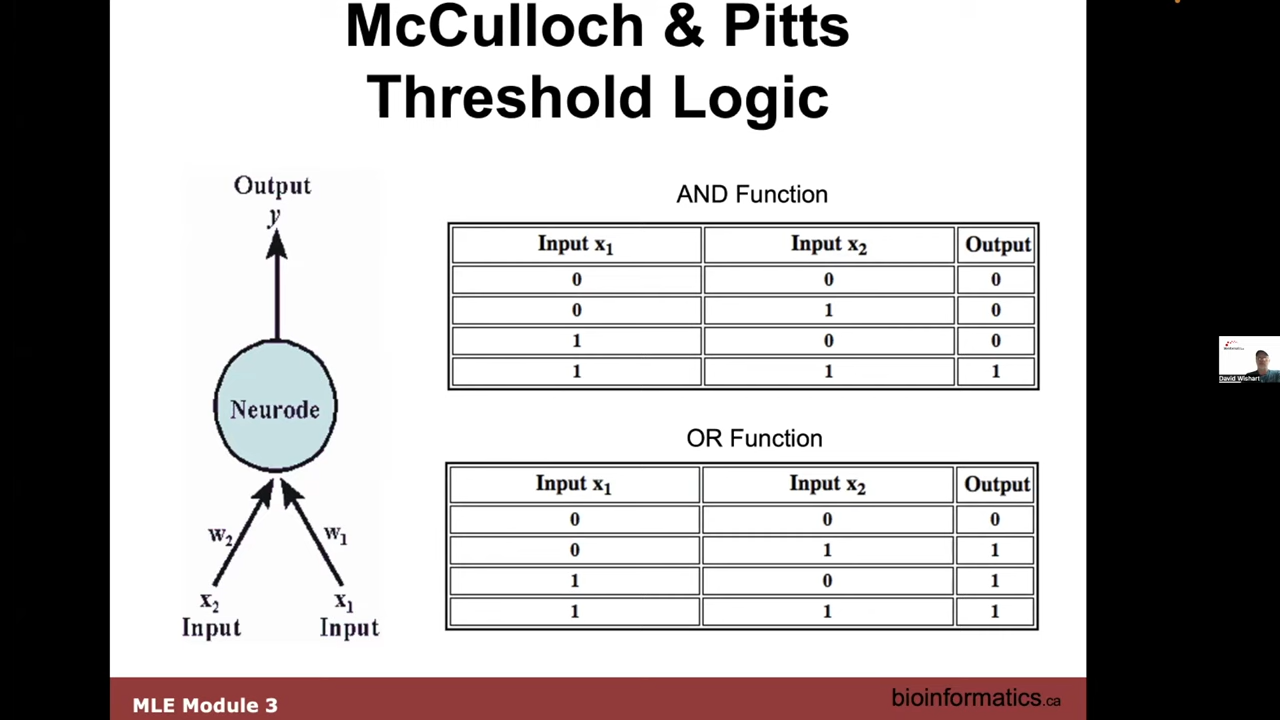 McCulloch & Pitts
Threshold Logic
Output
y
Neurode
w2 w1
x2 x1
Input Input
AND Function
Input x1 Input x2 Output
0 0 0
0 1 0
1 0 0
1 1 1
OR Function
Input x1 Input x2 Output
0 0 0
0 1 1
1 0 1
1 1 1
David Wishart
MLE Module 3
bioinformatics.ca